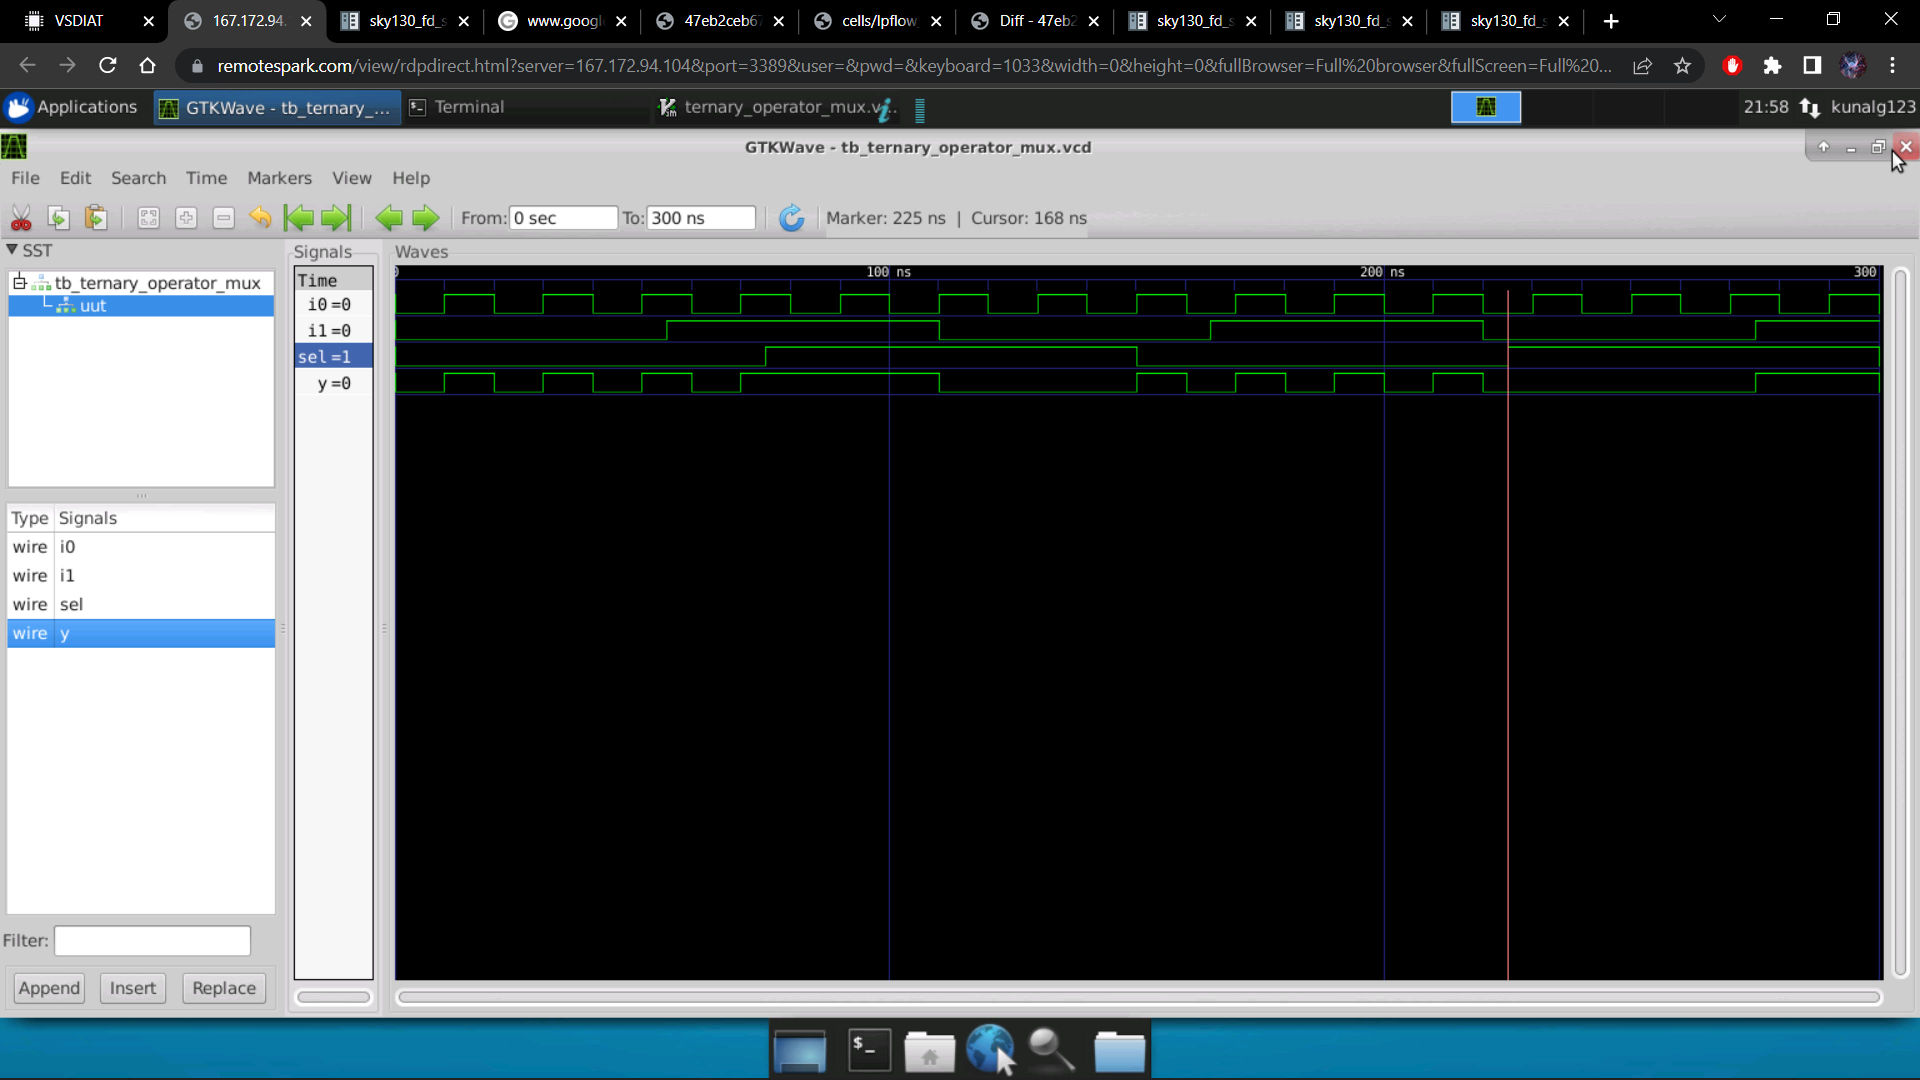 VSDIAT
167.172.94.
sky130_fd_s
www.googl
47eb2ceb67
cells/lpflow
Diff - 47eb2
sky130_fd_s
sky130_fd_s
sky130_fd_s
remotespark.com/view/rdpdirect.html?server=167.172.94.104&port=3389&user=&pwd=&keyboard=1033&width=0&height=0&fullBrowser=Full%20browser&fullScreen=Full%20...
Applications
GTKWave - tb_ternary_...
Terminal
ternary_operator_mux.v
21:58
kunalg123
GTKWave - tb_ternary_operator_mux.vcd
File Edit Search Time Markers View Help
From: 0 sec To: 300 ns Marker: 225 ns | Cursor: 168 ns
SST
tb_ternary_operator_mux
uut
Type Signals
wire i0
wire i1
wire sel
wire y
Filter:
Append Insert Replace
Signals
Time
i0 =0
i1 =0
sel =1
y =0
Waves
0 100 ns 200 ns 300